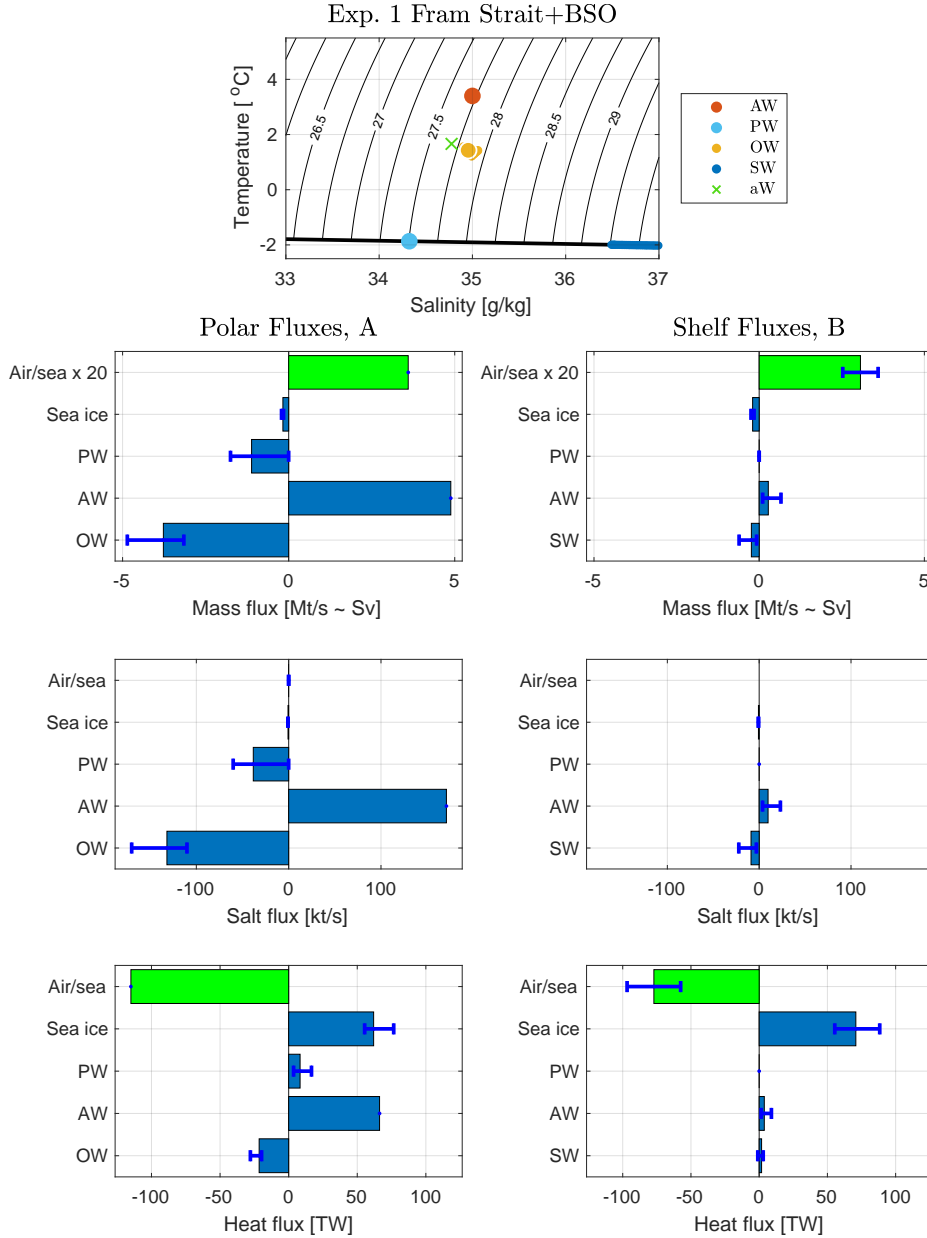 Exp. 1 Fram Strait+BSO
Temperature [ °C]
4
2
0
-2
26.5
27
27.5
28
28.5
29
33
34
35
36
37
Salinity [g/kg]
AW
PW
OW
SW
aW
Polar Fluxes, A
Air/sea x 20
Sea ice
PW
AW
OW
-5
0
5
Mass flux [Mt/s ~ Sv]
Shelf Fluxes, B
Air/sea x 20
Sea ice
PW
AW
SW
-5
0
5
Mass flux [Mt/s ~ Sv]
Air/sea
Sea ice
PW
AW
OW
-100
0
100
Salt flux [kt/s]
Air/sea
Sea ice
PW
AW
SW
-100
0
100
Salt flux [kt/s]
Air/sea
Sea ice
PW
AW
OW
-100
-50
0
50
100
Heat flux [TW]
Air/sea
Sea ice
PW
AW
SW
-100
-50
0
50
100
Heat flux [TW]